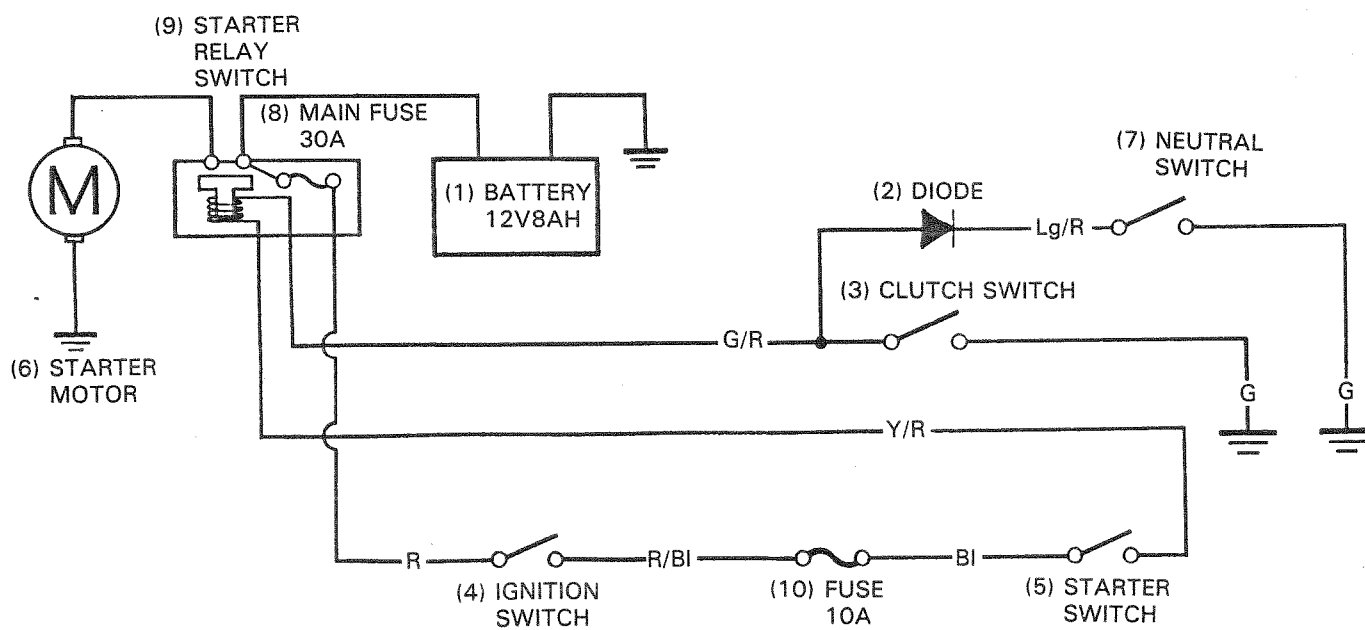 (9) STARTER
RELAY
SWITCH
(8) MAIN FUSE
30A
M
(1) BATTERY
12V8AH
(7) NEUTRAL
SWITCH
(2) DIODE
Lg/R
(3) CLUTCH SWITCH
G/R
(6) STARTER
MOTOR
G
G
Y/R
R
R/Bl
Bl
(4) IGNITION
SWITCH
(10) FUSE
10A
(5) STARTER
SWITCH